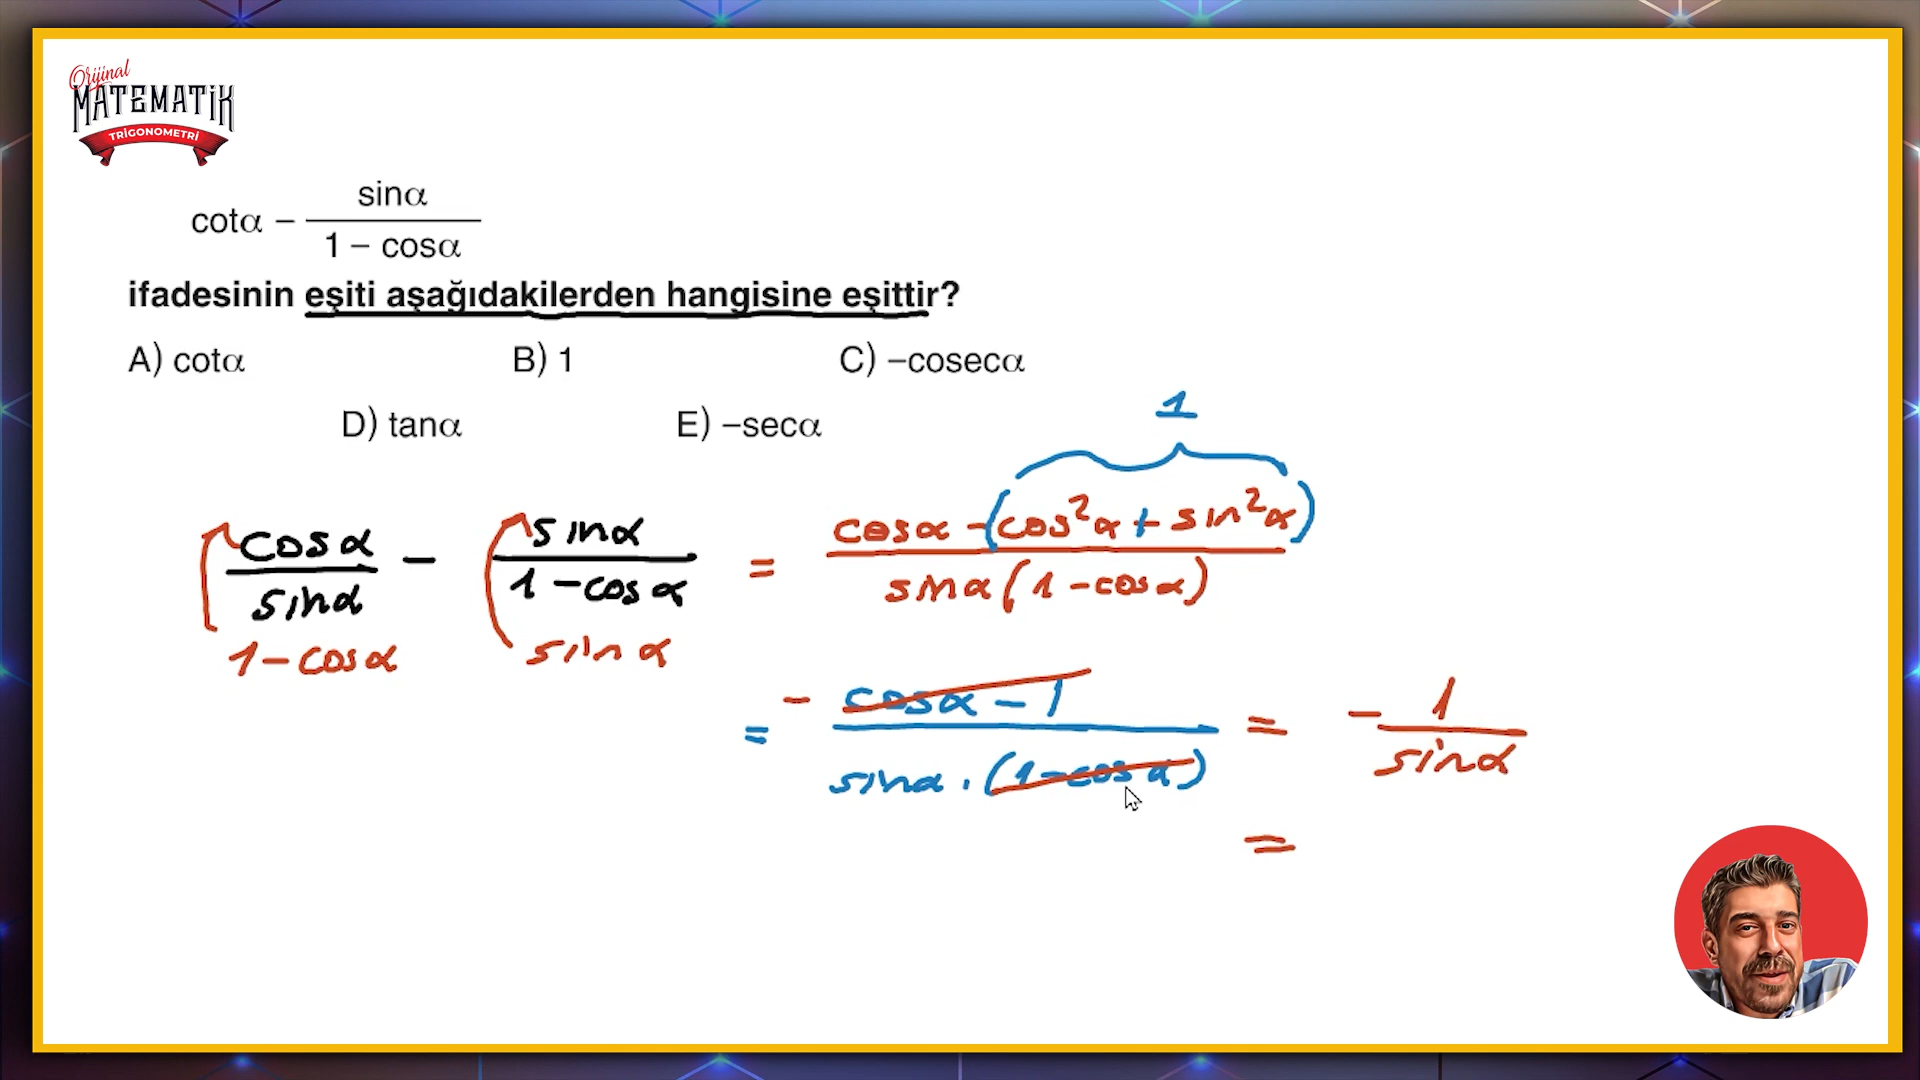 Orijinal
MATEMATİK
TRİGONOMETRİ
cotα − sinα / (1 − cosα)
ifadesinin eşiti aşağıdakilerden hangisine eşittir?
A) cotα B) 1 C) −cosecα
D) tanα E) −secα
1
cosα / sinα − sinα / (1 − cosα) = (cosα − (cos²α + sin²α)) / (sinα (1 − cosα))
1 − cosα sinα
= − (cosα − 1) / (sinα . (1 − cosα)) = − 1 / sinα
=